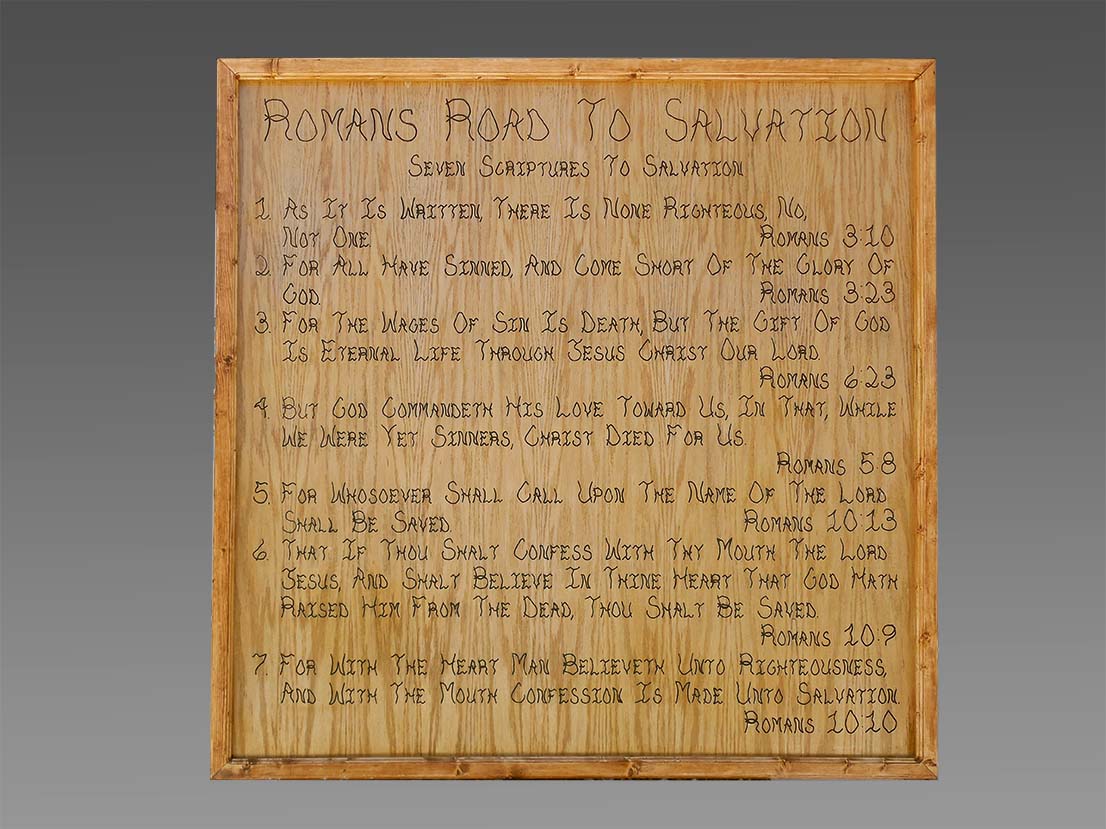 Romans Road To Salvation
Seven Scriptures To Salvation
1. As It Is Written, There Is None Righteous, No,
Not One Romans 3:10
2. For All Have Sinned, And Come Short Of The Glory Of
God. Romans 3:23
3. For The Wages Of Sin Is Death, But The Gift Of God
Is Eternal Life Through Jesus Christ Our Lord.
Romans 6:23
4. But God Commandeth His Love Toward Us, In That, While
We Were Yet Sinners, Christ Died For Us.
Romans 5:8
5. For Whosoever Shall Call Upon The Name Of The Lord
Shall Be Saved. Romans 10:13
6. That If Thou Shalt Confess With Thy Mouth The Lord
Jesus, And Shalt Believe In Thine Heart That God Hath
Raised Him From The Dead, Thou Shalt Be Saved.
Romans 10:9
7. For With The Heart Man Believeth Unto Righteousness,
And With The Mouth Confession Is Made Unto Salvation.
Romans 10:10